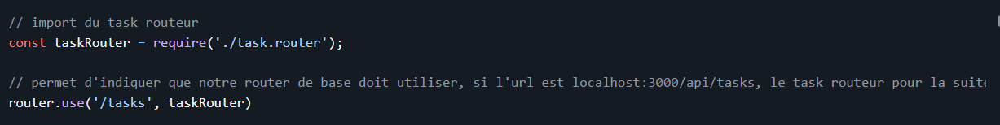 // import du task routeur
const taskRouter = require('./task.router');
// permet d'indiquer que notre router de base doit utiliser, si l'url est localhost:3000/api/tasks, le task routeur pour la suite
router.use('/tasks', taskRouter)